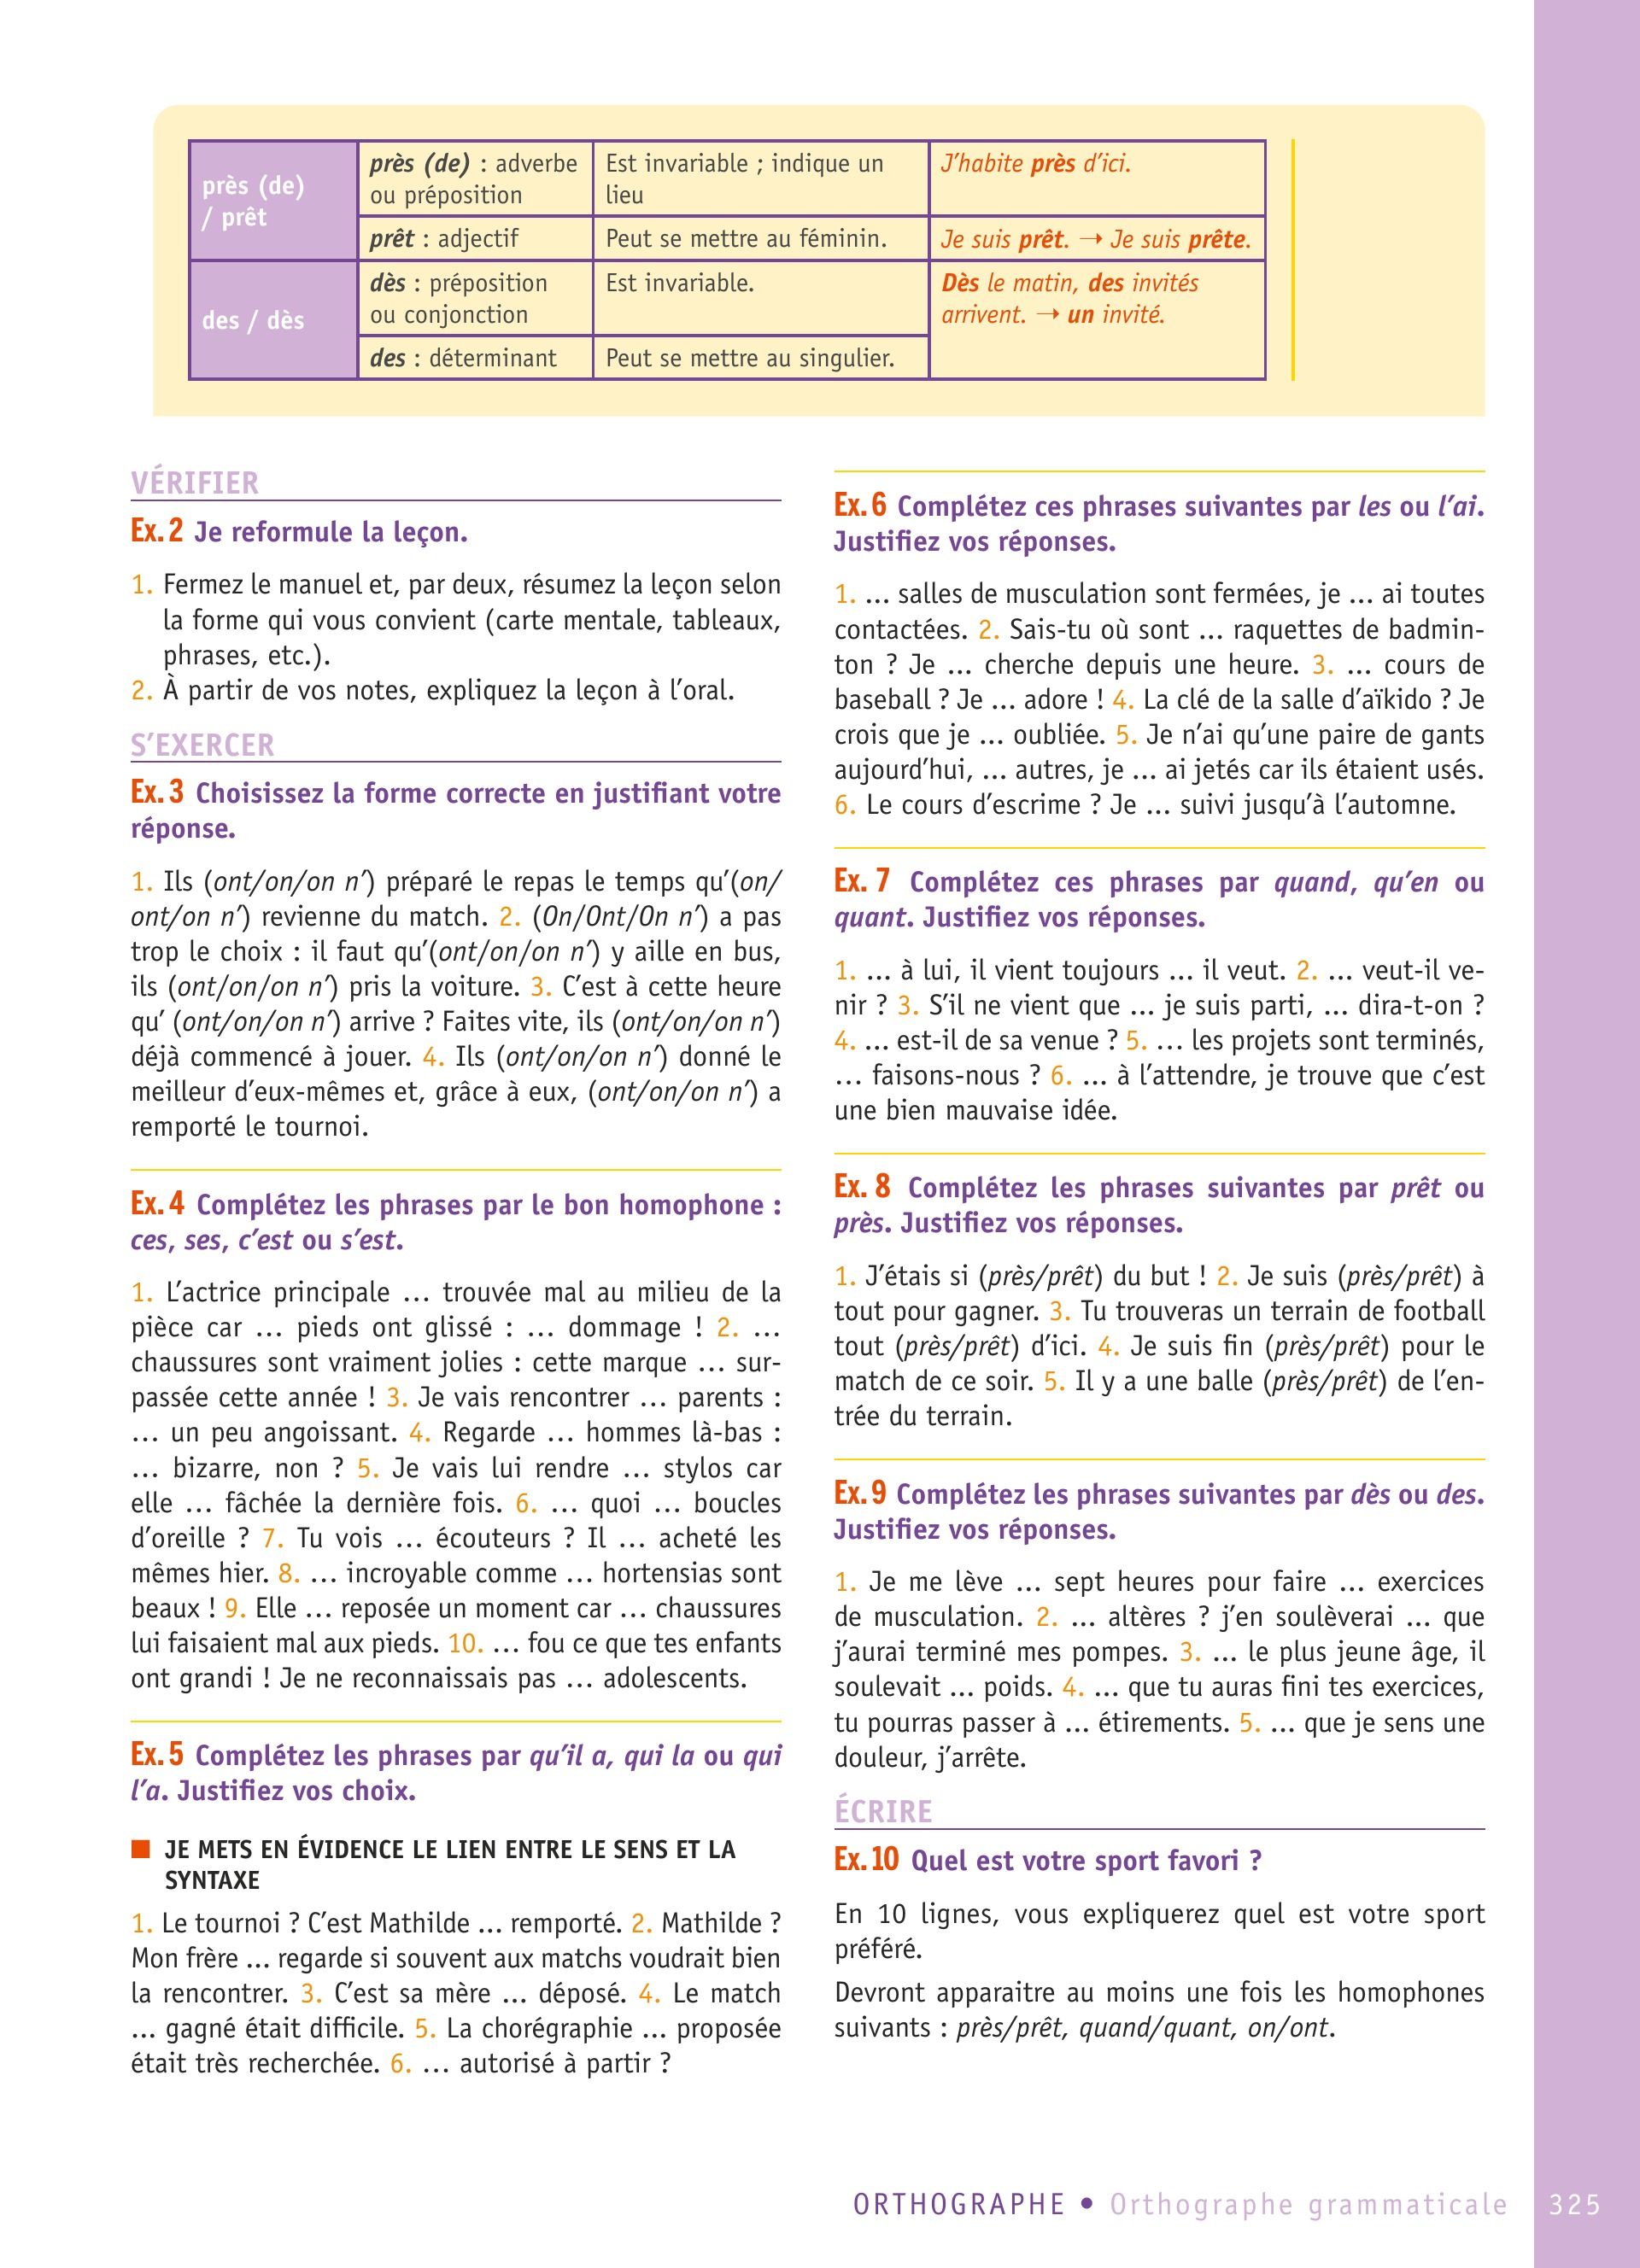 près (de)
/ prêt
près (de) : adverbe
ou préposition
Est invariable ; indique un
lieu
J’habite près d’ici.
prêt : adjectif
Peut se mettre au féminin.
Je suis prêt. → Je suis prête.
des / dès
dès : préposition
ou conjonction
Est invariable.
Dès le matin, des invités
arrivent. → un invité.
des : déterminant
Peut se mettre au singulier.
VÉRIFIER
Ex. 2 Je reformule la leçon.
1. Fermez le manuel et, par deux, résumez la leçon selon
la forme qui vous convient (carte mentale, tableaux,
phrases, etc.).
2. À partir de vos notes, expliquez la leçon à l’oral.
S’EXERCER
Ex. 3 Choisissez la forme correcte en justifiant votre
réponse.
1. Ils (ont/on/on n’) préparé le repas le temps qu’(on/
ont/on n’) revienne du match. 2. (On/Ont/On n’) a pas
trop le choix : il faut qu’(ont/on/on n’) y aille en bus,
ils (ont/on/on n’) pris la voiture. 3. C’est à cette heure
qu’ (ont/on/on n’) arrive ? Faites vite, ils (ont/on/on n’)
déjà commencé à jouer. 4. Ils (ont/on/on n’) donné le
meilleur d’eux-mêmes et, grâce à eux, (ont/on/on n’) a
remporté le tournoi.
Ex. 4 Complétez les phrases par le bon homophone :
ces, ses, c’est ou s’est.
1. L’actrice principale ... trouvée mal au milieu de la
pièce car ... pieds ont glissé : ... dommage ! 2. ...
chaussures sont vraiment jolies : cette marque ... sur-
passée cette année ! 3. Je vais rencontrer ... parents :
... un peu angoissant. 4. Regarde ... hommes là-bas :
... bizarre, non ? 5. Je vais lui rendre ... stylos car
elle ... fâchée la dernière fois. 6. ... quoi ... boucles
d’oreille ? 7. Tu vois ... écouteurs ? Il ... acheté les
mêmes hier. 8. ... incroyable comme ... hortensias sont
beaux ! 9. Elle ... reposée un moment car ... chaussures
lui faisaient mal aux pieds. 10. ... fou ce que tes enfants
ont grandi ! Je ne reconnaissais pas ... adolescents.
Ex. 5 Complétez les phrases par qu’il a, qui la ou qui
l’a. Justifiez vos choix.
■ JE METS EN ÉVIDENCE LE LIEN ENTRE LE SENS ET LA
SYNTAXE
1. Le tournoi ? C’est Mathilde ... remporté. 2. Mathilde ?
Mon frère ... regarde si souvent aux matchs voudrait bien
la rencontrer. 3. C’est sa mère ... déposé. 4. Le match
... gagné était difficile. 5. La chorégraphie ... proposée
était très recherchée. 6. ... autorisé à partir ?
Ex. 6 Complétez ces phrases suivantes par les ou l’ai.
Justifiez vos réponses.
1. ... salles de musculation sont fermées, je ... ai toutes
contactées. 2. Sais-tu où sont ... raquettes de badmin-
ton ? Je ... cherche depuis une heure. 3. ... cours de
baseball ? Je ... adore ! 4. La clé de la salle d’aïkido ? Je
crois que je ... oubliée. 5. Je n’ai qu’une paire de gants
aujourd’hui, ... autres, je ... ai jetés car ils étaient usés.
6. Le cours d’escrime ? Je ... suivi jusqu’à l’automne.
Ex. 7 Complétez ces phrases par quand, qu’en ou
quant. Justifiez vos réponses.
1. ... à lui, il vient toujours ... il veut. 2. ... veut-il ve-
nir ? 3. S’il ne vient que ... je suis parti, ... dira-t-on ?
4. ... est-il de sa venue ? 5. ... les projets sont terminés,
... faisons-nous ? 6. ... à l’attendre, je trouve que c’est
une bien mauvaise idée.
Ex. 8 Complétez les phrases suivantes par prêt ou
près. Justifiez vos réponses.
1. J’étais si (près/prêt) du but ! 2. Je suis (près/prêt) à
tout pour gagner. 3. Tu trouveras un terrain de football
tout (près/prêt) d’ici. 4. Je suis fin (près/prêt) pour le
match de ce soir. 5. Il y a une balle (près/prêt) de l’en-
trée du terrain.
Ex. 9 Complétez les phrases suivantes par dès ou des.
Justifiez vos réponses.
1. Je me lève ... sept heures pour faire ... exercices
de musculation. 2. ... altères ? j’en soulèverai ... que
j’aurai terminé mes pompes. 3. ... le plus jeune âge, il
soulevait ... poids. 4. ... que tu auras fini tes exercices,
tu pourras passer à ... étirements. 5. ... que je sens une
douleur, j’arrête.
ÉCRIRE
Ex. 10 Quel est votre sport favori ?
En 10 lignes, vous expliquerez quel est votre sport
préféré.
Devront apparaitre au moins une fois les homophones
suivants : près/prêt, quand/quant, on/ont.
ORTHOGRAPHE • Orthographe grammaticale 325